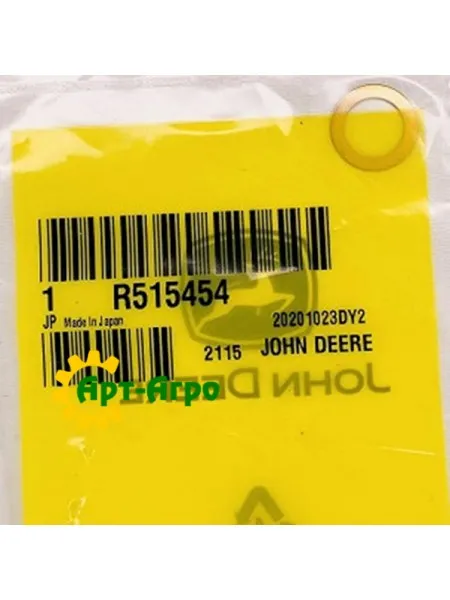 1 R515454
JP Made In Japan 20201023DY2
2115 JOHN DEERE
Арт-Агро
JOHN DEERE